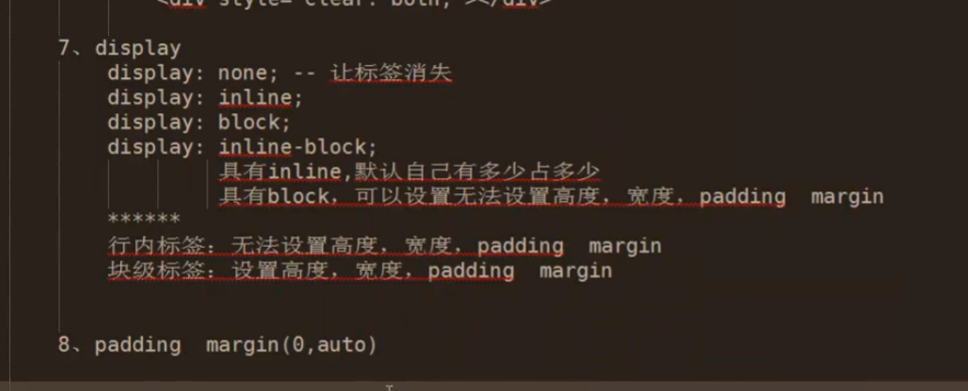 <div style="clear: both;"></div>
7、display
display: none; -- 让标签消失
display: inline;
display: block;
display: inline-block;
具有inline,默认自己有多少占多少
具有block，可以设置无法设置高度，宽度，padding  margin
******
行内标签：无法设置高度，宽度，padding  margin
块级标签：设置高度，宽度，padding  margin
8、padding  margin(0,auto)